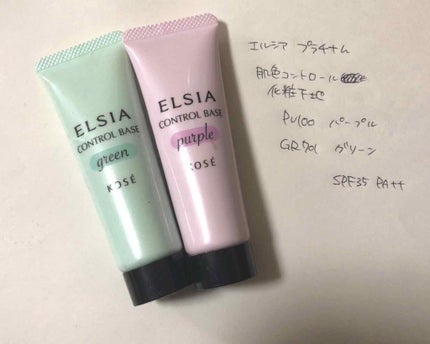 ELSIA
CONTROL BASE
green
KOSÉ
ELSIA
CONTROL BASE
purple
KOSÉ
エルシア プラチナム
肌色コントロール
化粧下地
PU100 パープル
GR701 グリーン
SPF35 PA++